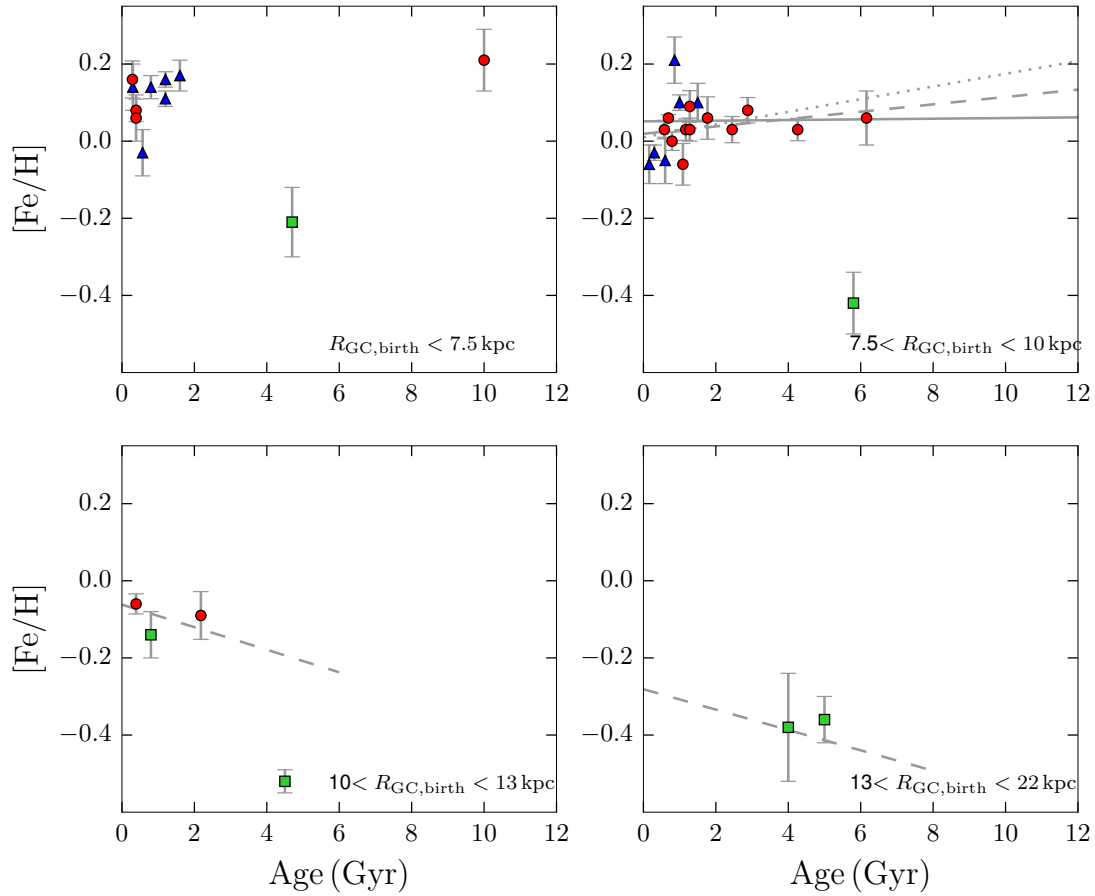 0.2
0.0
−0.2
−0.4
[Fe/H]
R_GC,birth < 7.5 kpc
0 2 4 6 8 10 12
0.2
0.0
−0.2
−0.4
7.5< R_GC,birth < 10 kpc
0 2 4 6 8 10 12
0.2
0.0
−0.2
−0.4
[Fe/H]
10< R_GC,birth < 13 kpc
0 2 4 6 8 10 12
Age (Gyr)
0.2
0.0
−0.2
−0.4
13< R_GC,birth < 22 kpc
0 2 4 6 8 10 12
Age (Gyr)